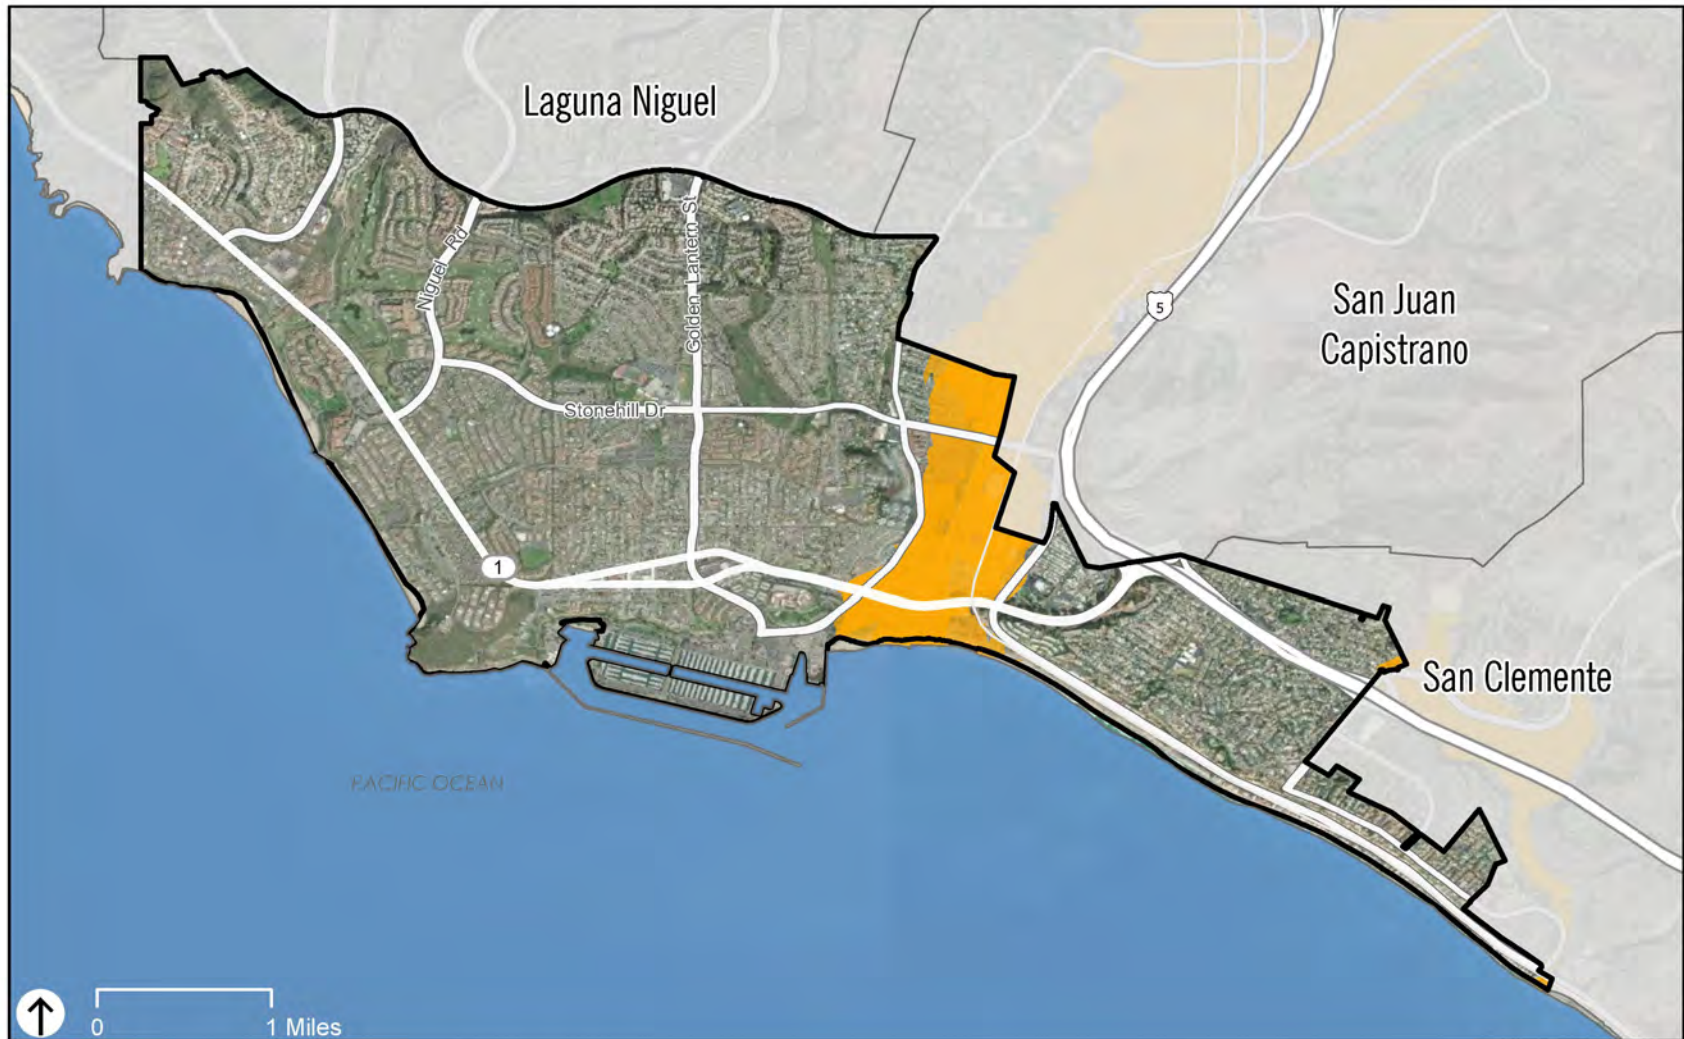 Laguna Niguel
Golden Lantern St
Niguel Rd
5
San Juan
Capistrano
Stonehill Dr
1
San Clemente
PACIFIC OCEAN
0
1 Miles